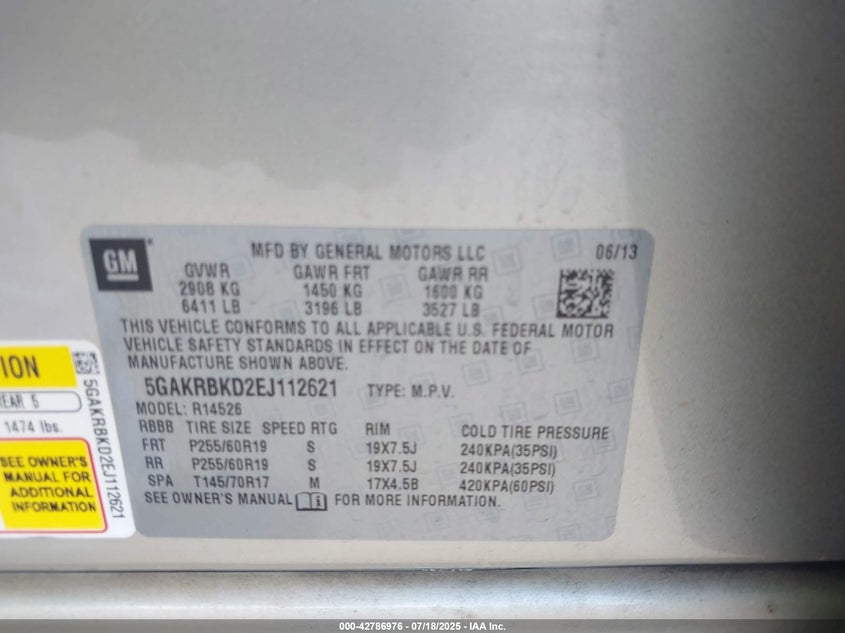 GM
MFD BY GENERAL MOTORS LLC 06/13
GVWR GAWR FRT GAWR RR
2908 KG 1450 KG 1600 KG
6411 LB 3196 LB 3527 LB
THIS VEHICLE CONFORMS TO ALL APPLICABLE U.S. FEDERAL MOTOR
VEHICLE SAFETY STANDARDS IN EFFECT ON THE DATE OF
MANUFACTURE SHOWN ABOVE.
5GAKRBKD2EJ112621 TYPE: M.P.V.
MODEL: R14526
RBBB TIRE SIZE SPEED RTG RIM COLD TIRE PRESSURE
FRT P255/60R19 S 19X7.5J 240KPA(35PSI)
RR P255/60R19 S 19X7.5J 240KPA(35PSI)
SPA T145/70R17 M 17X4.5B 420KPA(60PSI)
SEE OWNER'S MANUAL FOR MORE INFORMATION.
ION
REAR 5
1474 lbs.
SEE OWNER'S
MANUAL FOR
ADDITIONAL
INFORMATION
5GAKRBKD2EJ112621
000-42786976 - 07/18/2025 - IAA Inc.